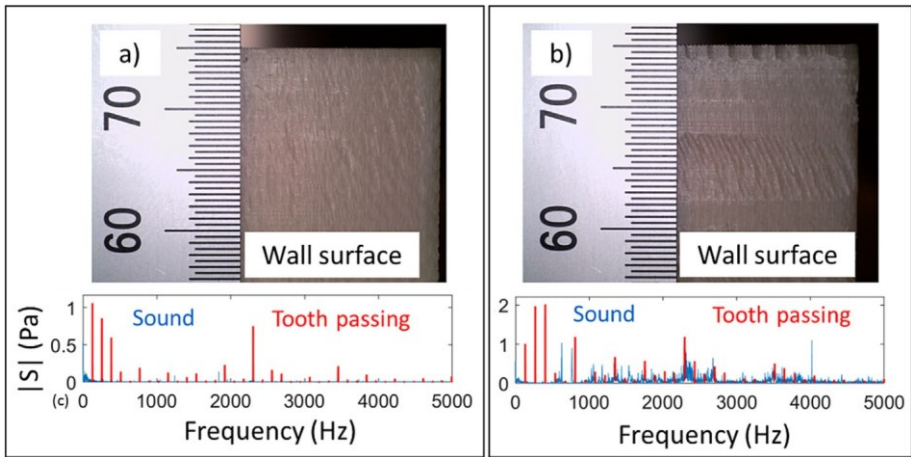 a)
70
60
Wall surface
1
0.5
0
|S| (Pa)
Sound
Tooth passing
(c)
0 1000 2000 3000 4000 5000
Frequency (Hz)
b)
70
60
Wall surface
2
1
0
Sound
Tooth passing
0 1000 2000 3000 4000 5000
Frequency (Hz)